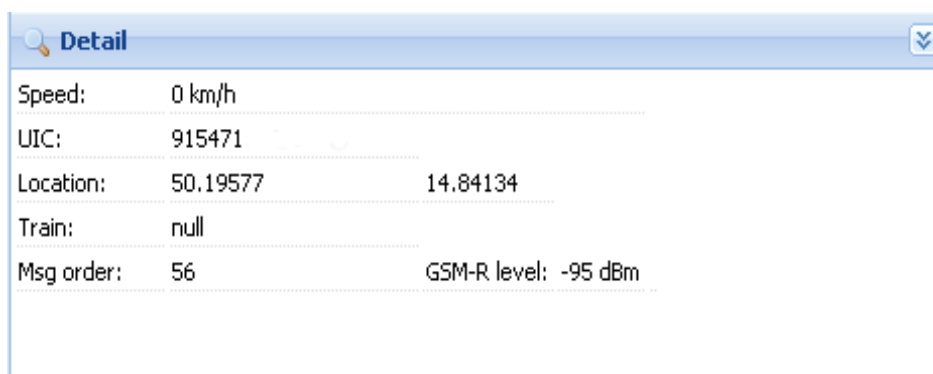 Detail
Speed: 0 km/h
UIC: 915471
Location: 50.19577 14.84134
Train: null
Msg order: 56 GSM-R level: -95 dBm